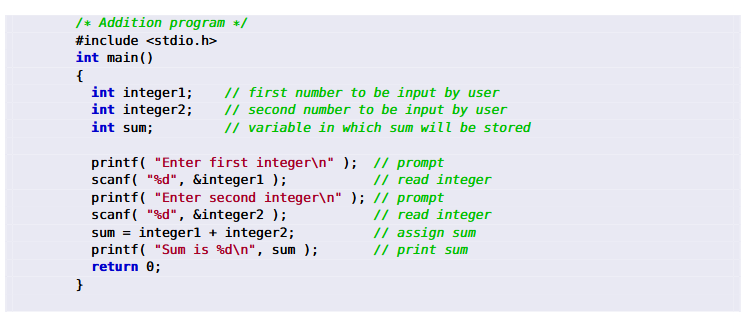 /* Addition program */
#include <stdio.h>
int main()
{
int integer1; // first number to be input by user
int integer2; // second number to be input by user
int sum; // variable in which sum will be stored
printf( "Enter first integer\n" ); // prompt
scanf( "%d", &integer1 ); // read integer
printf( "Enter second integer\n" ); // prompt
scanf( "%d", &integer2 ); // read integer
sum = integer1 + integer2; // assign sum
printf( "Sum is %d\n", sum ); // print sum
return 0;
}